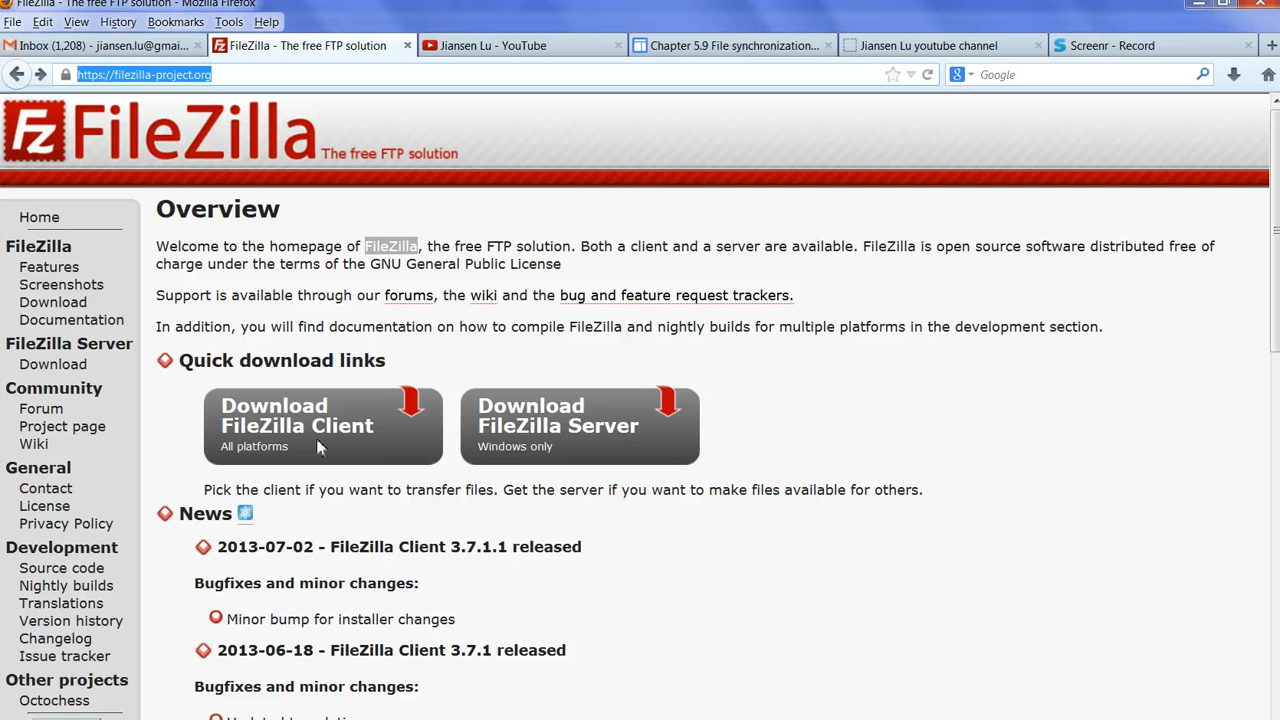 FileZilla - The free FTP solution - Mozilla Firefox
File Edit View History Bookmarks Tools Help
Inbox (1,208) - jiansen.lu@gmai... × FileZilla - The free FTP solution × Jiansen Lu - YouTube × Chapter 5.9 File synchronization... × Jiansen Lu youtube channel × Screenr - Record × +
https://filezilla-project.org Google
Fz FileZilla The free FTP solution
Home
FileZilla
Features
Screenshots
Download
Documentation
FileZilla Server
Download
Community
Forum
Project page
Wiki
General
Contact
License
Privacy Policy
Development
Source code
Nightly builds
Translations
Version history
Changelog
Issue tracker
Other projects
Octochess
Overview
Welcome to the homepage of FileZilla, the free FTP solution. Both a client and a server are available. FileZilla is open source software distributed free of
charge under the terms of the GNU General Public License
Support is available through our forums, the wiki and the bug and feature request trackers.
In addition, you will find documentation on how to compile FileZilla and nightly builds for multiple platforms in the development section.
Quick download links
Download
FileZilla Client
All platforms
Download
FileZilla Server
Windows only
Pick the client if you want to transfer files. Get the server if you want to make files available for others.
News
2013-07-02 - FileZilla Client 3.7.1.1 released
Bugfixes and minor changes:
Minor bump for installer changes
2013-06-18 - FileZilla Client 3.7.1 released
Bugfixes and minor changes: